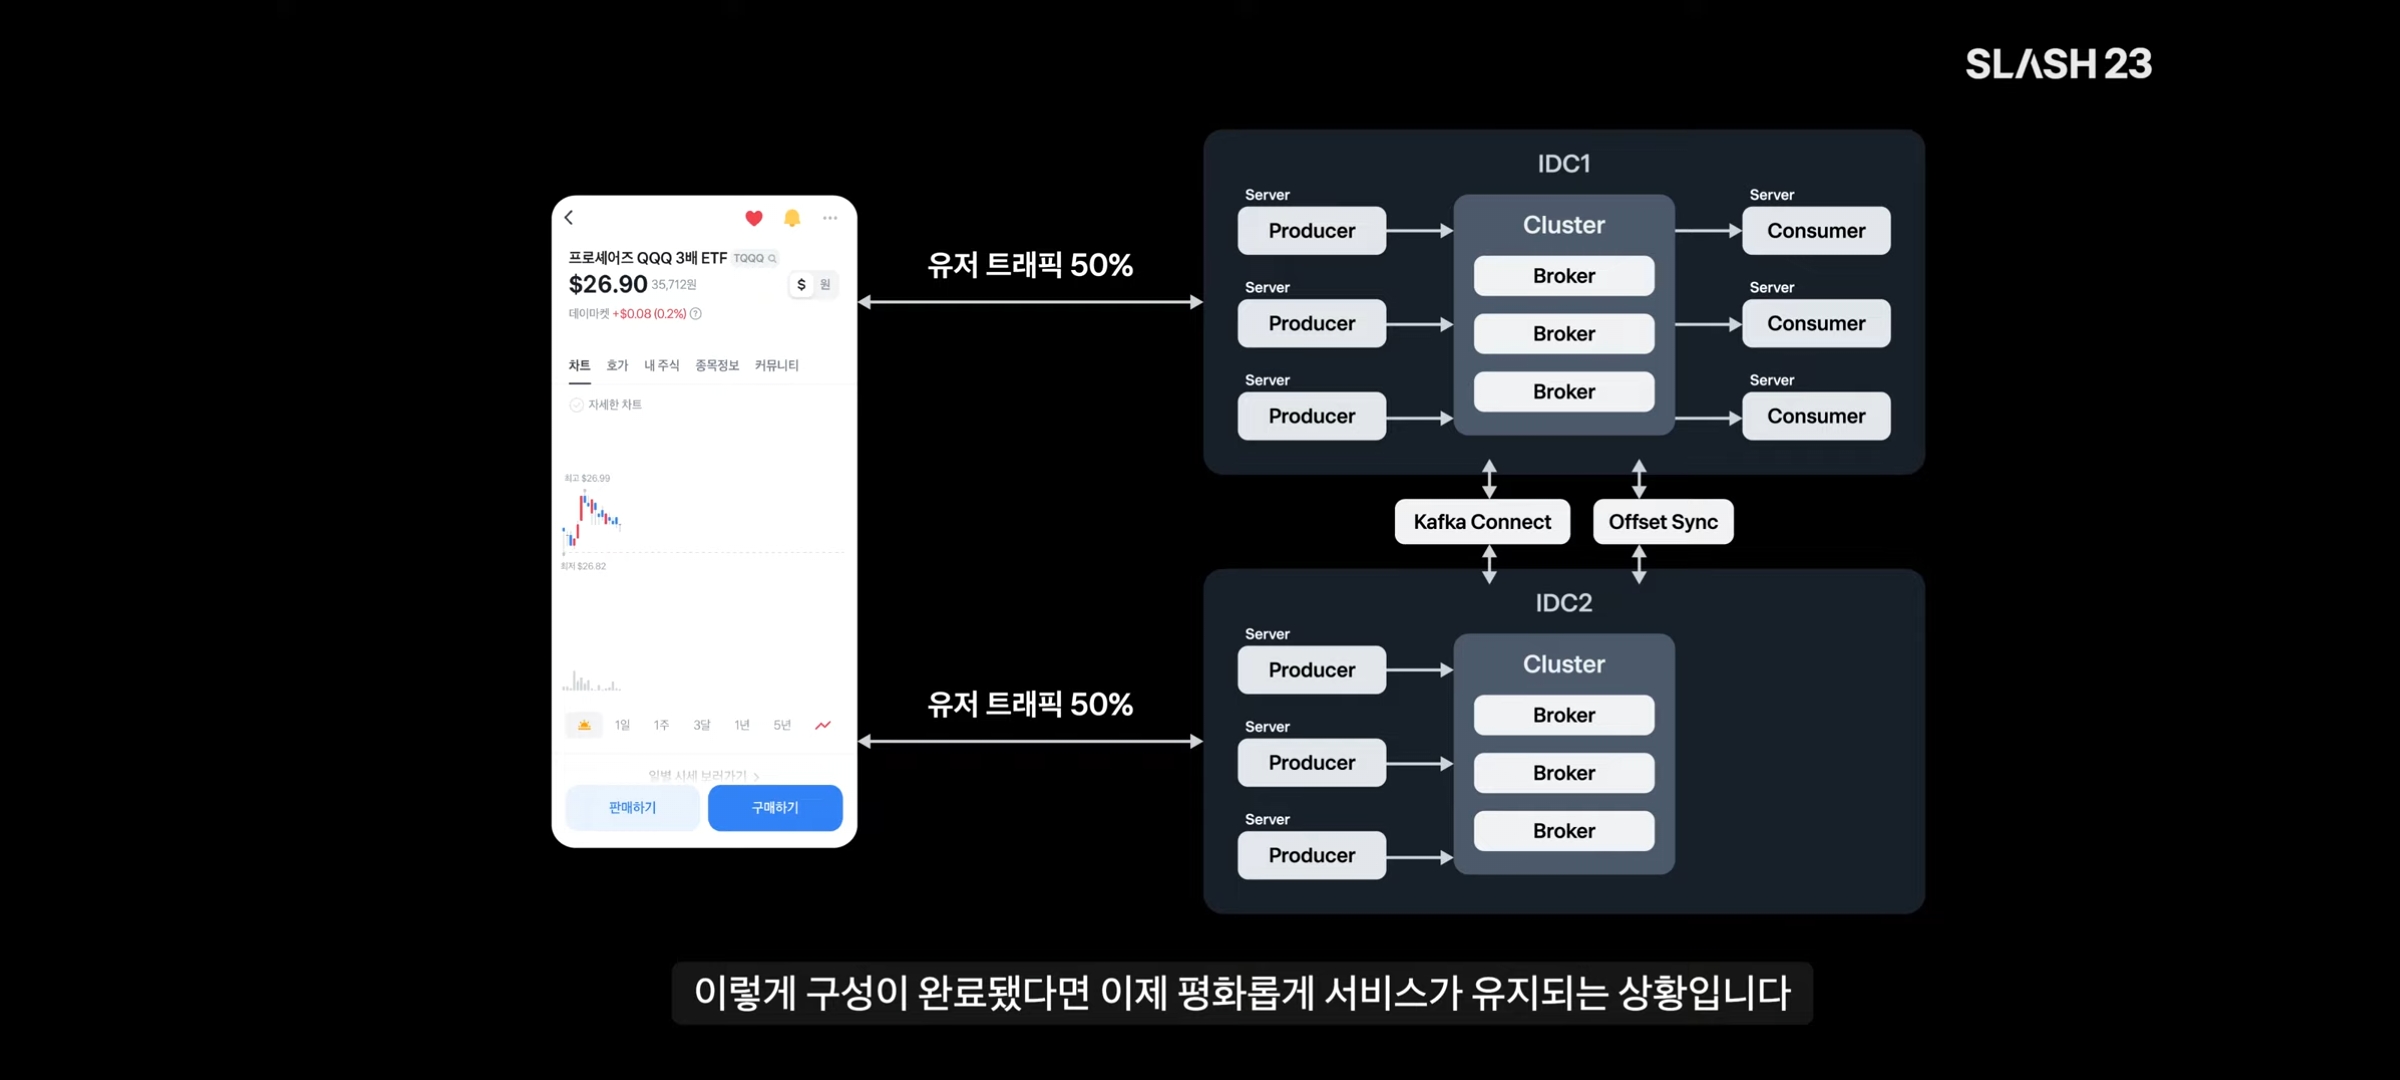 SLASH 23
프로셰어즈 QQQ 3배 ETF TQQQ
$26.90 35,712원
$ 원
데이마켓 +$0.08 (0.2%) ?
차트 호가 내 주식 종목정보 커뮤니티
자세한 차트
최고 $26.99
최저 $26.82
1일 1주 3달 1년 5년
일별 시세 보러가기 >
판매하기 구매하기
유저 트래픽 50%
유저 트래픽 50%
IDC1
Server
Producer
Server
Producer
Server
Producer
Cluster
Broker
Broker
Broker
Server
Consumer
Server
Consumer
Server
Consumer
Kafka Connect
Offset Sync
IDC2
Server
Producer
Server
Producer
Server
Producer
Cluster
Broker
Broker
Broker
이렇게 구성이 완료됐다면 이제 평화롭게 서비스가 유지되는 상황입니다